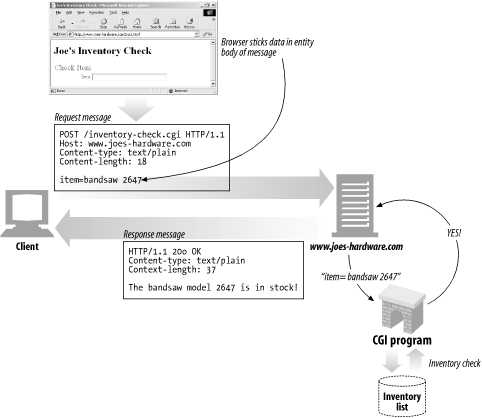 Joe's Inventory Check
Check Item
Item
Browser sticks data in entity
body of message
Request message
POST /inventory-check.cgi HTTP/1.1
Host: www.joes-hardware.com
Content-type: text/plain
Content-length: 18
item=bandsaw 2647
Client
Response message
HTTP/1.1 20o OK
Content-type: text/plain
Context-length: 37
The bandsaw model 2647 is in stock!
www.joes-hardware.com
YES!
"item= bandsaw 2647"
CGI program
Inventory check
Inventory
list